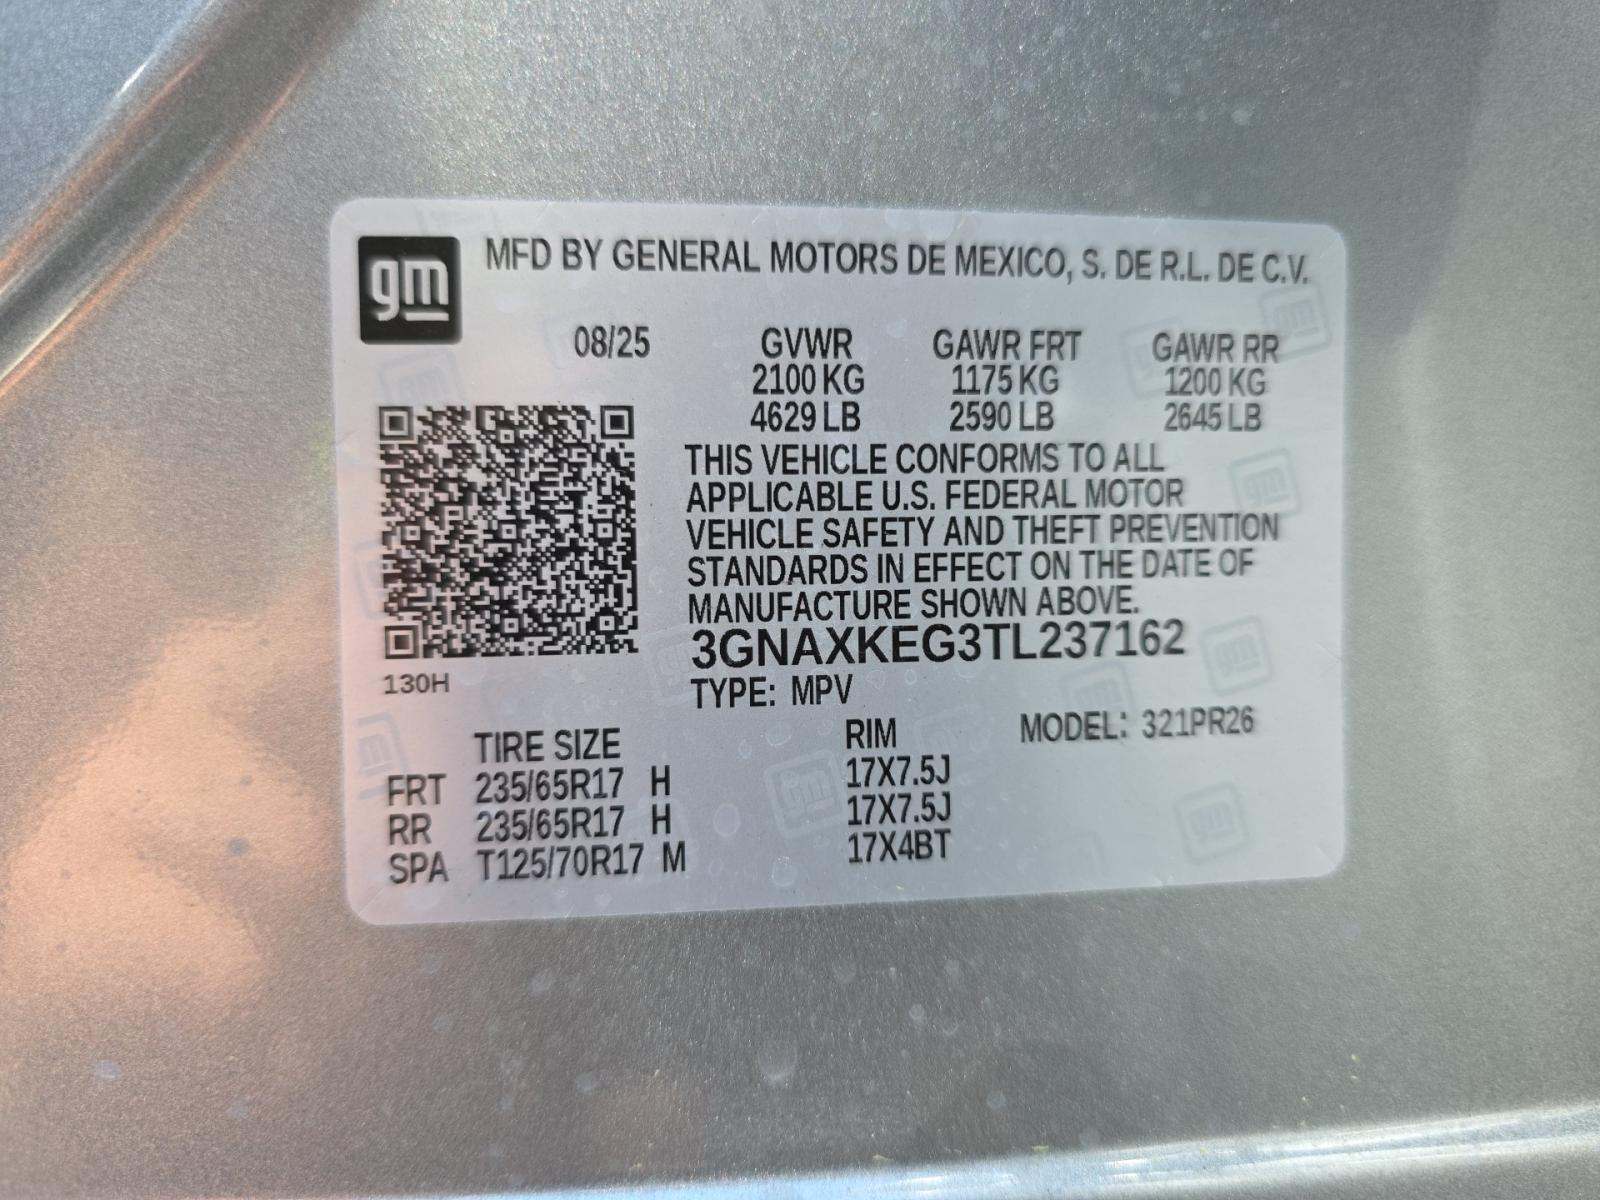 gm
MFD BY GENERAL MOTORS DE MEXICO, S. DE R.L. DE C.V.
08/25 GVWR GAWR FRT GAWR RR
2100 KG 1175 KG 1200 KG
4629 LB 2590 LB 2645 LB
THIS VEHICLE CONFORMS TO ALL
APPLICABLE U.S. FEDERAL MOTOR
VEHICLE SAFETY AND THEFT PREVENTION
STANDARDS IN EFFECT ON THE DATE OF
MANUFACTURE SHOWN ABOVE.
3GNAXKEG3TL237162
130H
TYPE: MPV
TIRE SIZE RIM MODEL: 321PR26
FRT 235/65R17 H 17X7.5J
RR 235/65R17 H 17X7.5J
SPA T125/70R17 M 17X4BT